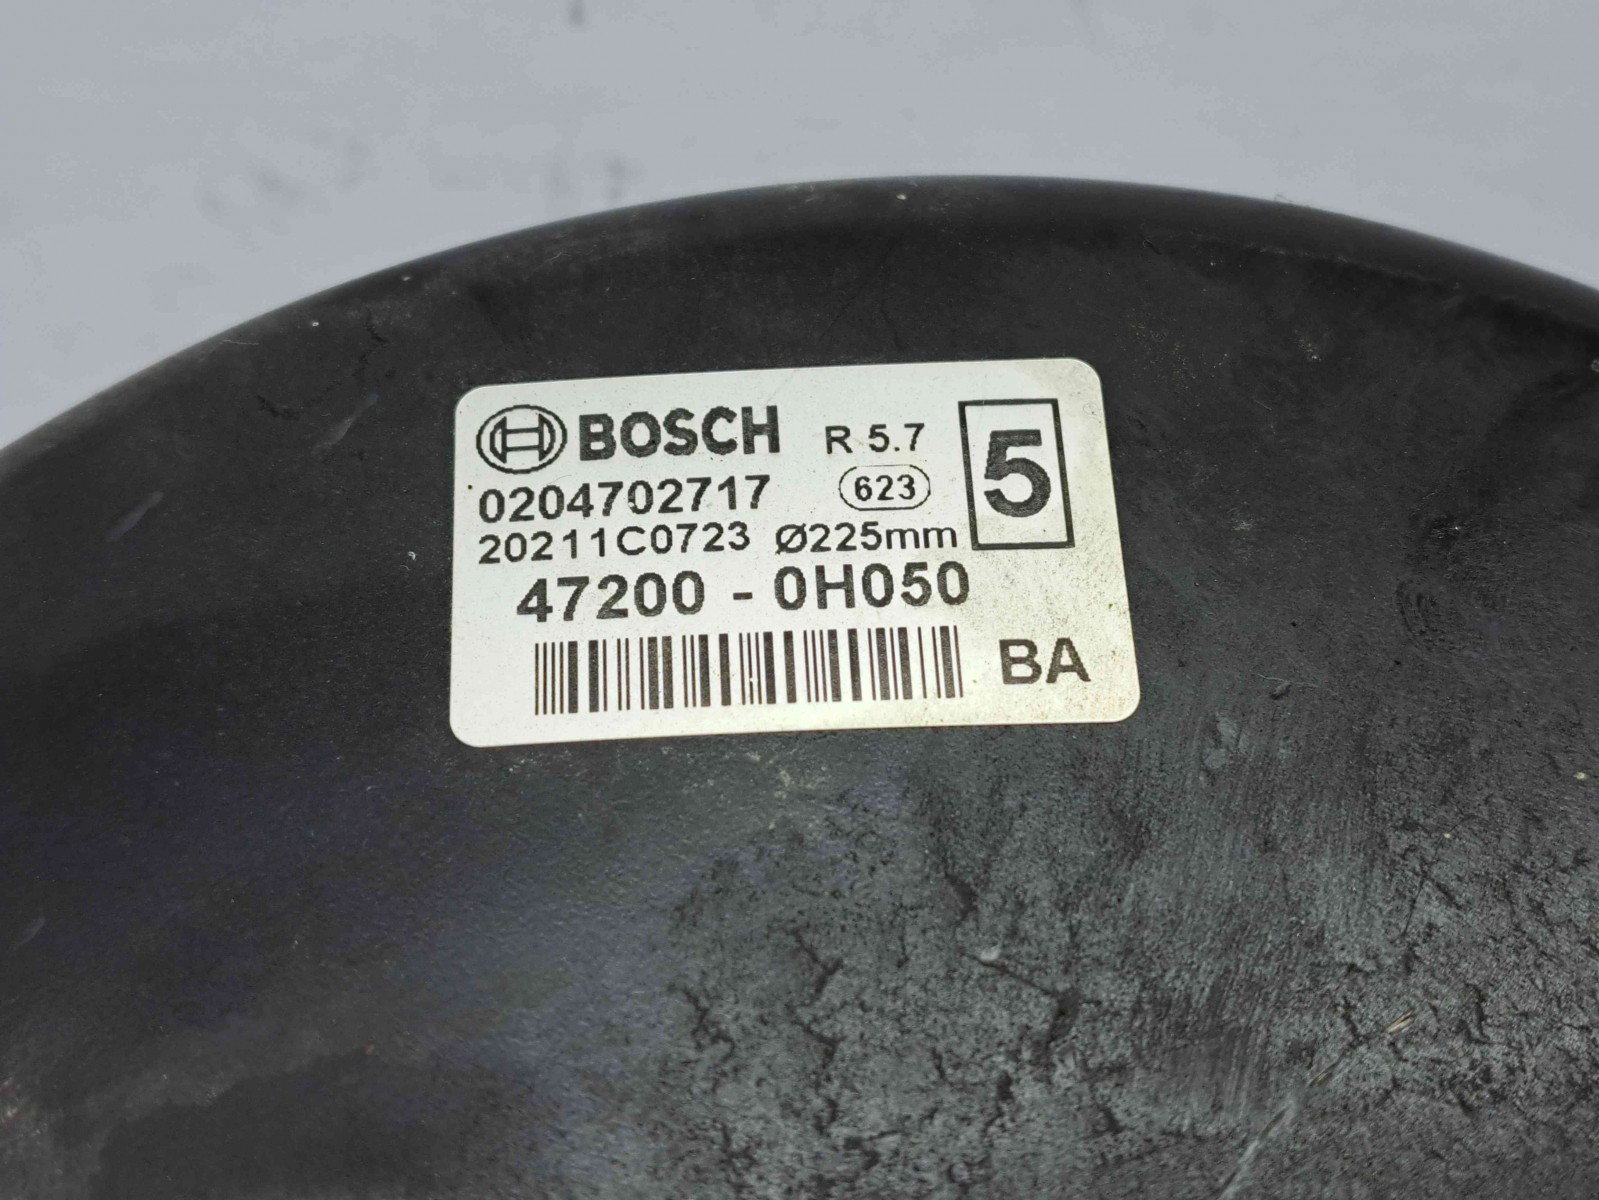 BOSCH R 5.7 5
0204702717 623
20211C0723 Ø225mm
47200 - 0H050
BA